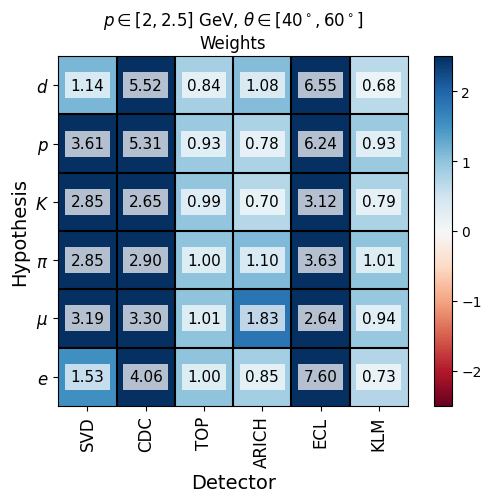 p ∈ [2, 2.5] GeV, θ ∈ [40°, 60°]
Weights
Hypothesis
d 1.14 5.52 0.84 1.08 6.55 0.68
p 3.61 5.31 0.93 0.78 6.24 0.93
K 2.85 2.65 0.99 0.70 3.12 0.79
π 2.85 2.90 1.00 1.10 3.63 1.01
μ 3.19 3.30 1.01 1.83 2.64 0.94
e 1.53 4.06 1.00 0.85 7.60 0.73
SVD CDC TOP ARICH ECL KLM
Detector
2
1
0
−1
−2